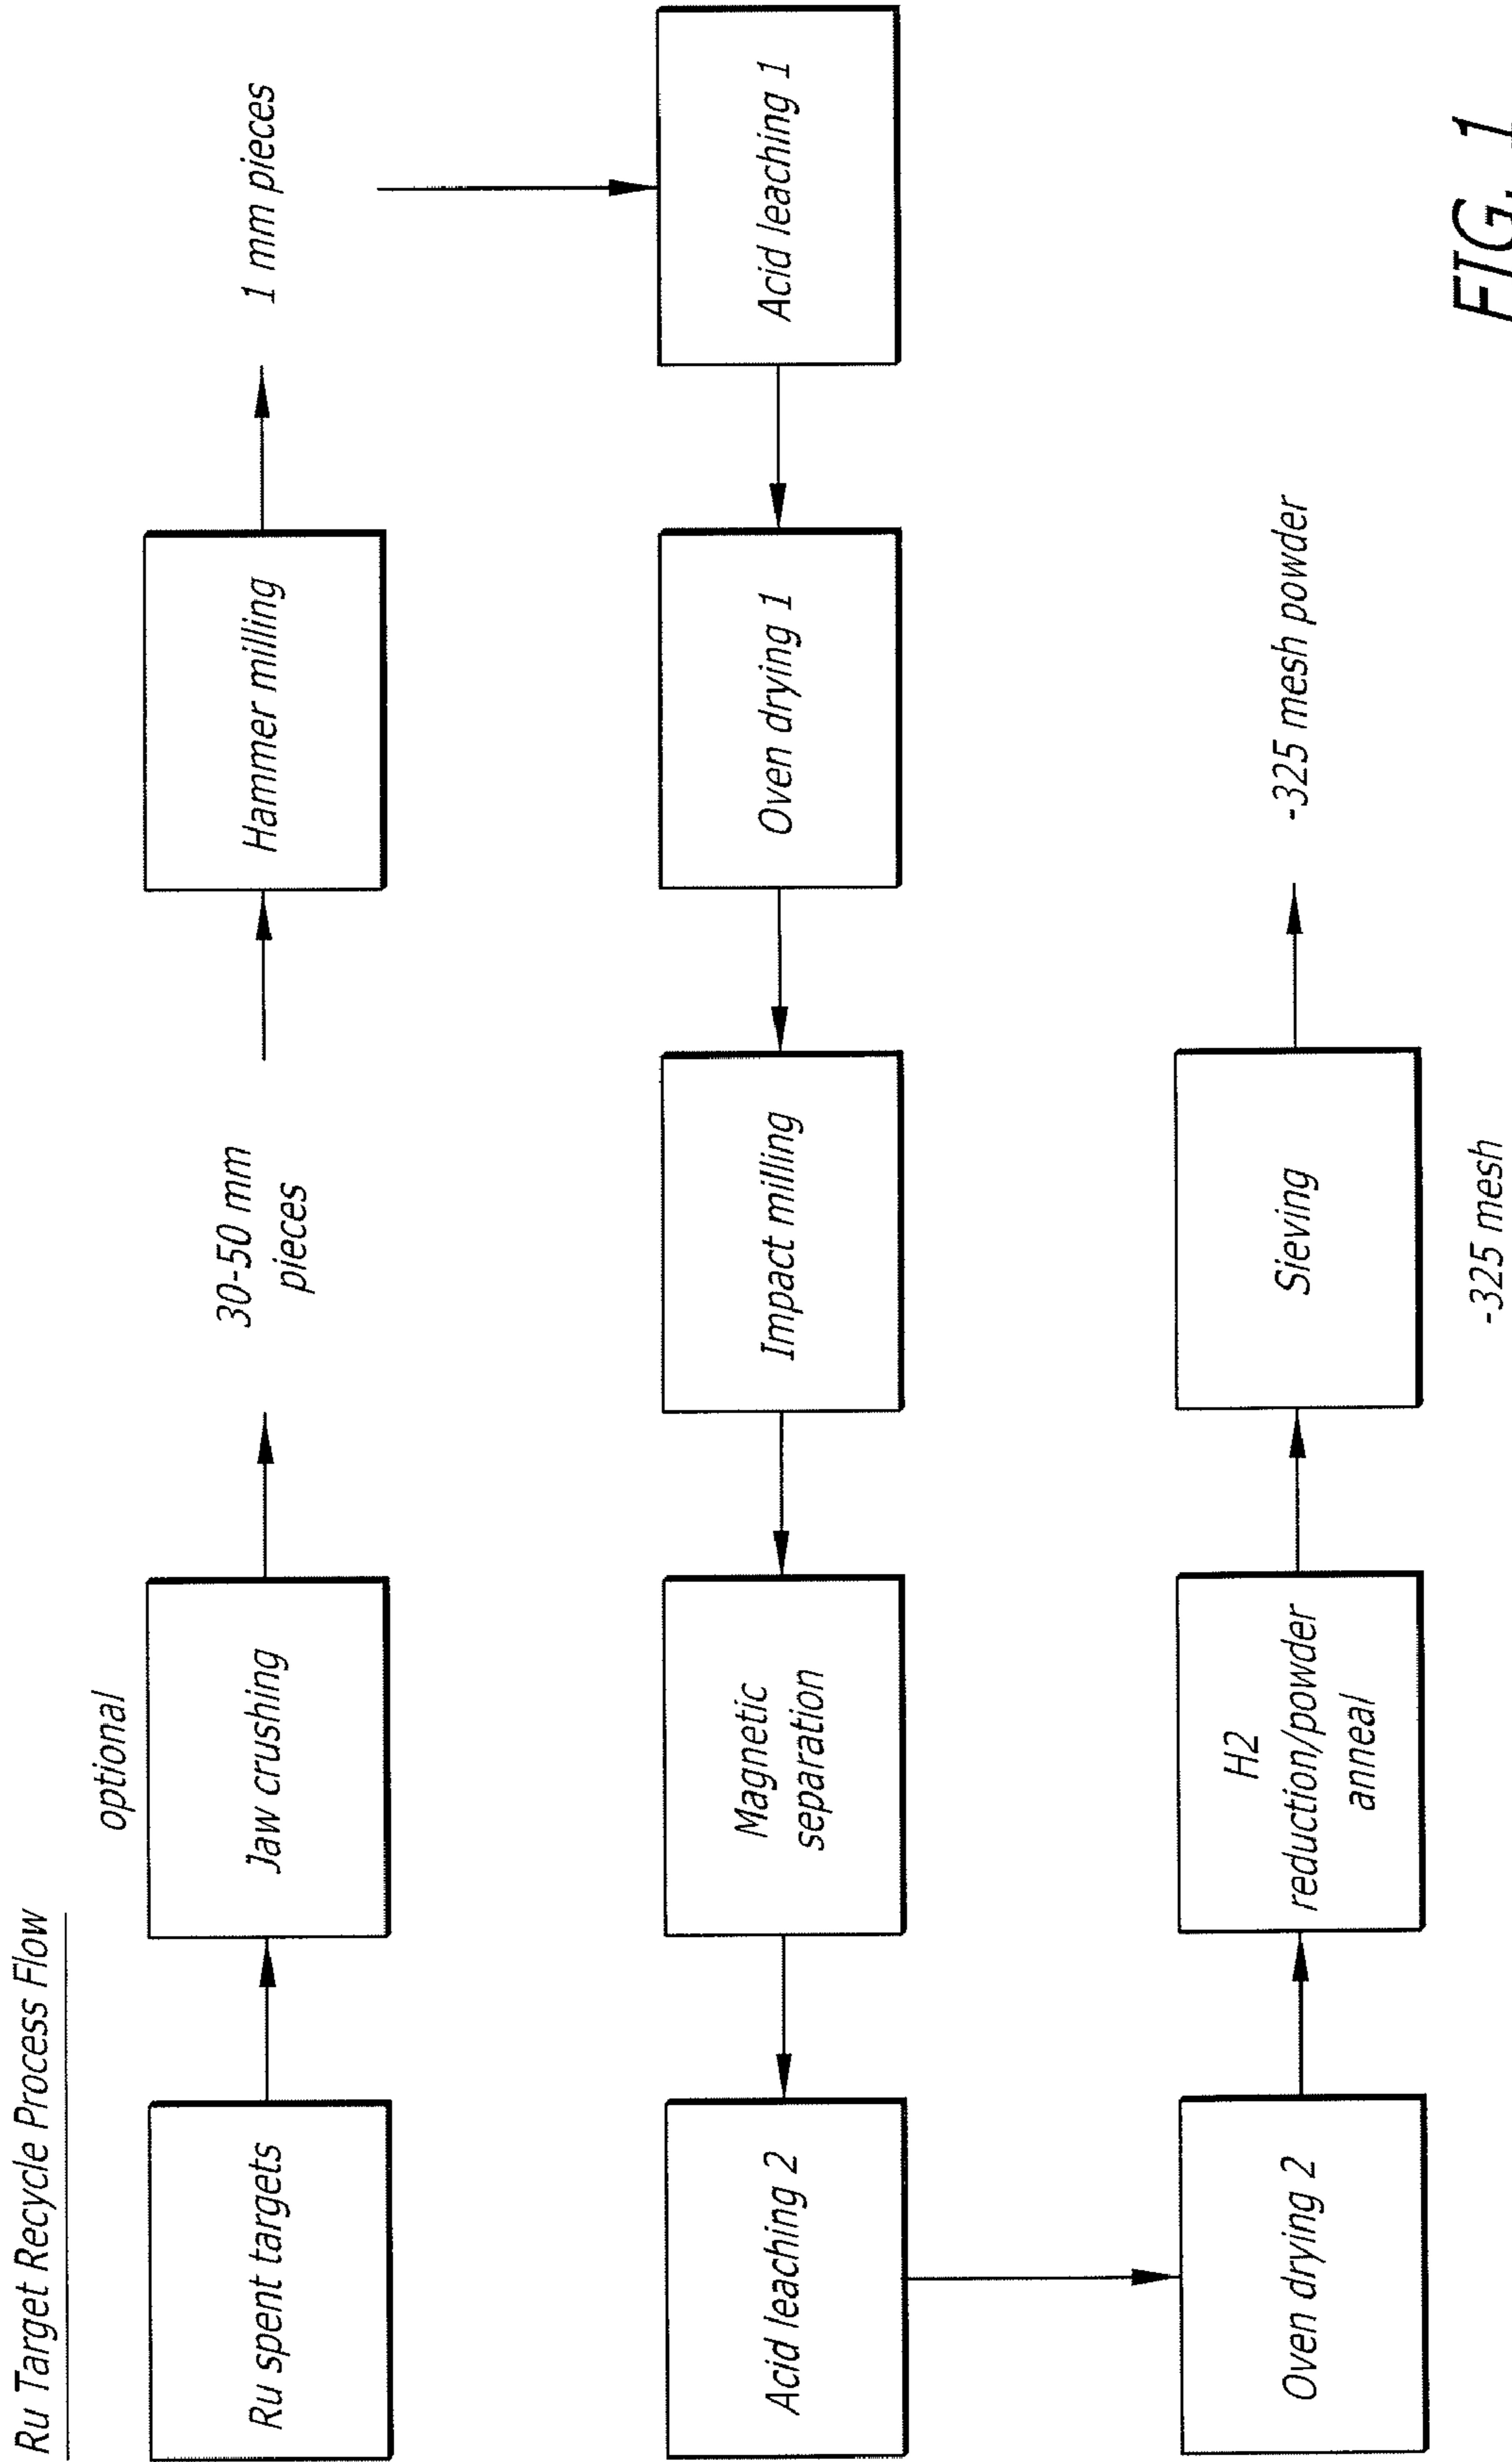 Ru Target Recycle Process Flow
optional
Ru spent targets
Jaw crushing
30-50 mm
pieces
Hammer milling
1 mm pieces
Acid leaching 1
Oven drying 1
Impact milling
Magnetic
separation
Acid leaching 2
Oven drying 2
H2
reduction/powder
anneal
Sieving
-325 mesh
-325 mesh powder
FIG. 1